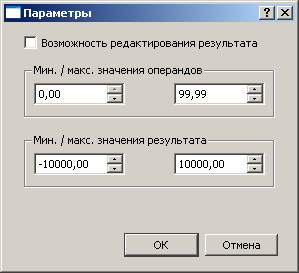 Параметры
Возможность редактирования результата
Мин. / макс. значения операндов
0,00 99,99
Мин. / макс. значения результата
-10000,00 10000,00
OK Отмена